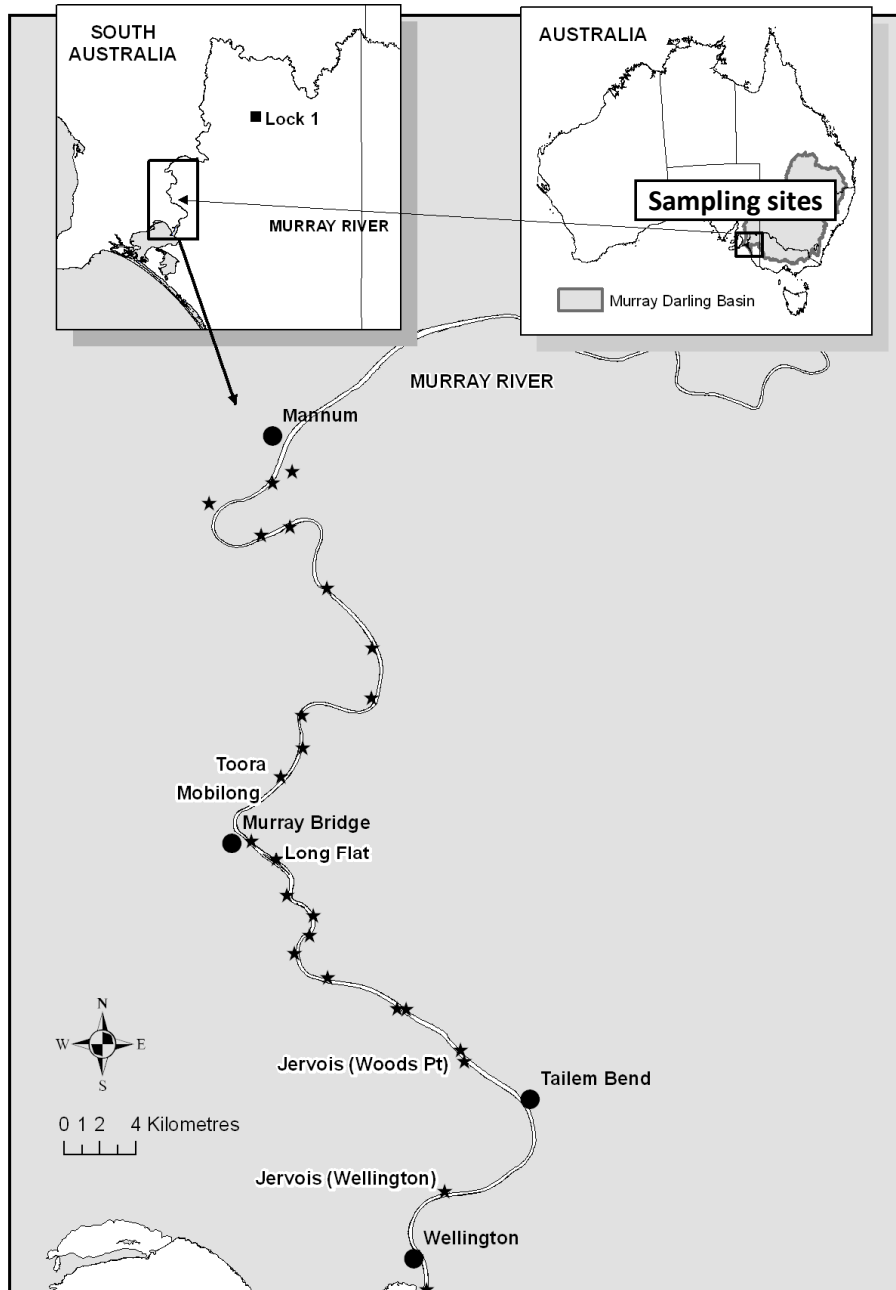 SOUTH
AUSTRALIA
Lock 1
MURRAY RIVER
AUSTRALIA
Sampling sites
Murray Darling Basin
MURRAY RIVER
Mannum
Toora
Mobilong
Murray Bridge
Long Flat
Jervois (Woods Pt)
Tailem Bend
N
W
E
S
0 1 2 4 Kilometres
Jervois (Wellington)
Wellington